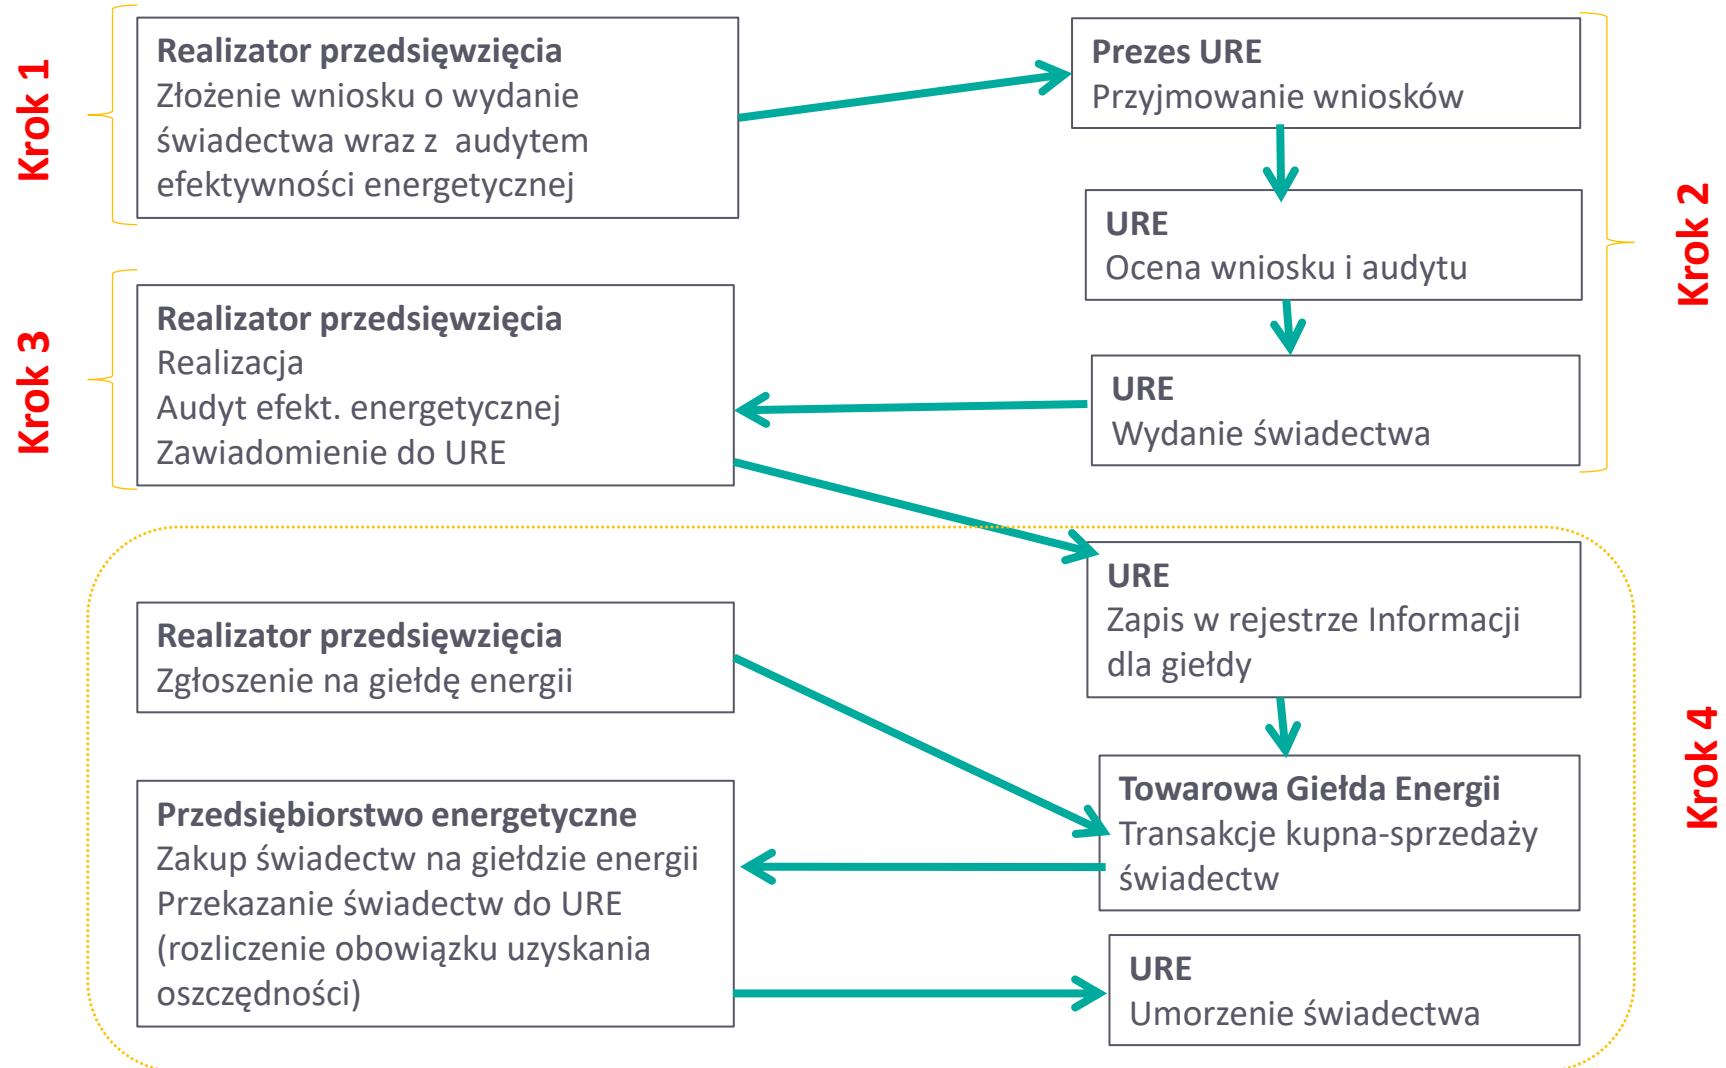 Krok 1
Realizator przedsięwzięcia
Złożenie wniosku o wydanie
świadectwa wraz z  audytem
efektywności energetycznej
Prezes URE
Przyjmowanie wniosków
URE
Ocena wniosku i audytu
URE
Wydanie świadectwa
Krok 2
Krok 3
Realizator przedsięwzięcia
Realizacja
Audyt efekt. energetycznej
Zawiadomienie do URE
URE
Zapis w rejestrze Informacji
dla giełdy
Realizator przedsięwzięcia
Zgłoszenie na giełdę energii
Towarowa Giełda Energii
Transakcje kupna-sprzedaży
świadectw
Przedsiębiorstwo energetyczne
Zakup świadectw na giełdzie energii
Przekazanie świadectw do URE
(rozliczenie obowiązku uzyskania
oszczędności)
URE
Umorzenie świadectwa
Krok 4